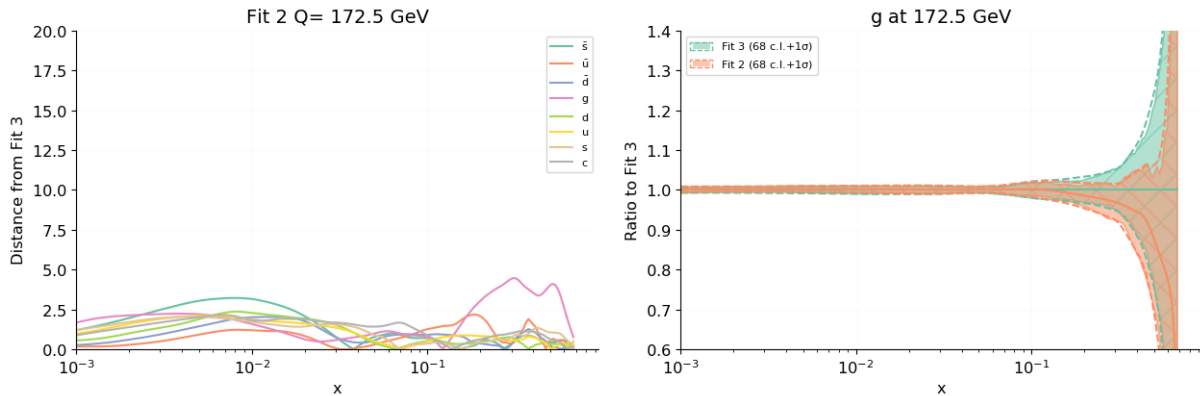 Fit 2 Q= 172.5 GeV
20.0
17.5
15.0
12.5
10.0
7.5
5.0
2.5
0.0
Distance from Fit 3
s̄
ū
d̄
g
d
u
s
c
10⁻³
10⁻²
10⁻¹
x
g at 172.5 GeV
1.4
1.3
1.2
1.1
1.0
0.9
0.8
0.7
0.6
Ratio to Fit 3
Fit 3 (68 c.l.+1σ)
Fit 2 (68 c.l.+1σ)
10⁻³
10⁻²
10⁻¹
x